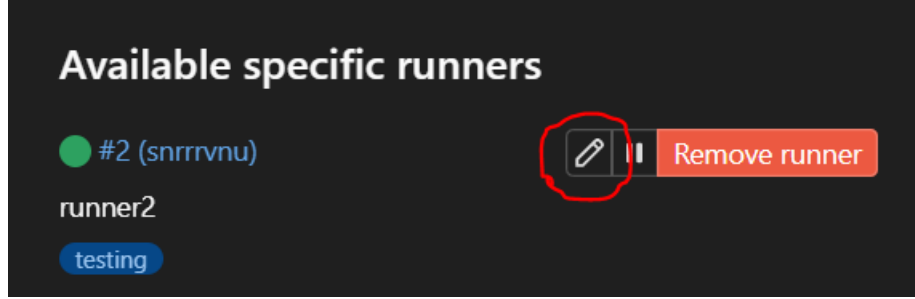 Available specific runners
#2 (snrrrvnu)
Remove runner
runner2
testing